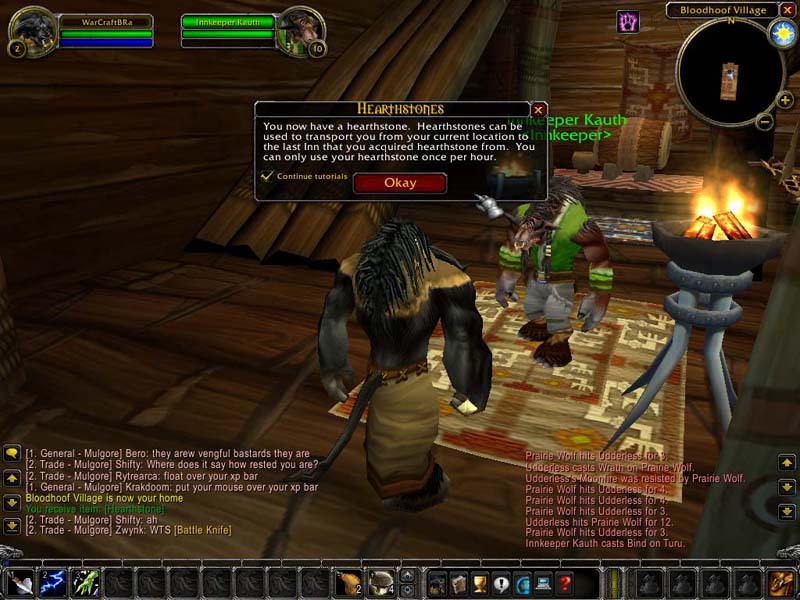 WarCraftBRa
2
Innkeeper Kauth
10
Bloodhoof Village
N
HEARTHSTONES
You now have a hearthstone. Hearthstones can be
used to transport you from your current location to
the last Inn that you acquired hearthstone from. You
can only use your hearthstone once per hour.
Continue tutorials
Okay
keeper Kauth
Innkeeper>
[1. General - Mulgore] Bero: they arew vengful bastards they are
[2. Trade - Mulgore] Shifty: Where does it say how rested you are?
[2. Trade - Mulgore] Rytrearca: float over your xp bar
[1. General - Mulgore] Krakdoom: put your mouse over your xp bar
Bloodhoof Village is now your home
You receive item: [Hearthstone]
[2. Trade - Mulgore] Shifty: ah
[2. Trade - Mulgore] Zwynk: WTS [Battle Knife]
Prairie Wolf hits Udderless for 3.
Udderless casts Wrath on Prairie Wolf.
Udderless's Moonfire was resisted by Prairie Wolf.
Prairie Wolf hits Udderless for 4.
Prairie Wolf hits Udderless for 4.
Prairie Wolf hits Udderless for 3.
Udderless hits Prairie Wolf for 12.
Prairie Wolf hits Udderless for 3.
Innkeeper Kauth casts Bind on Turu.
1 2 3 2 4